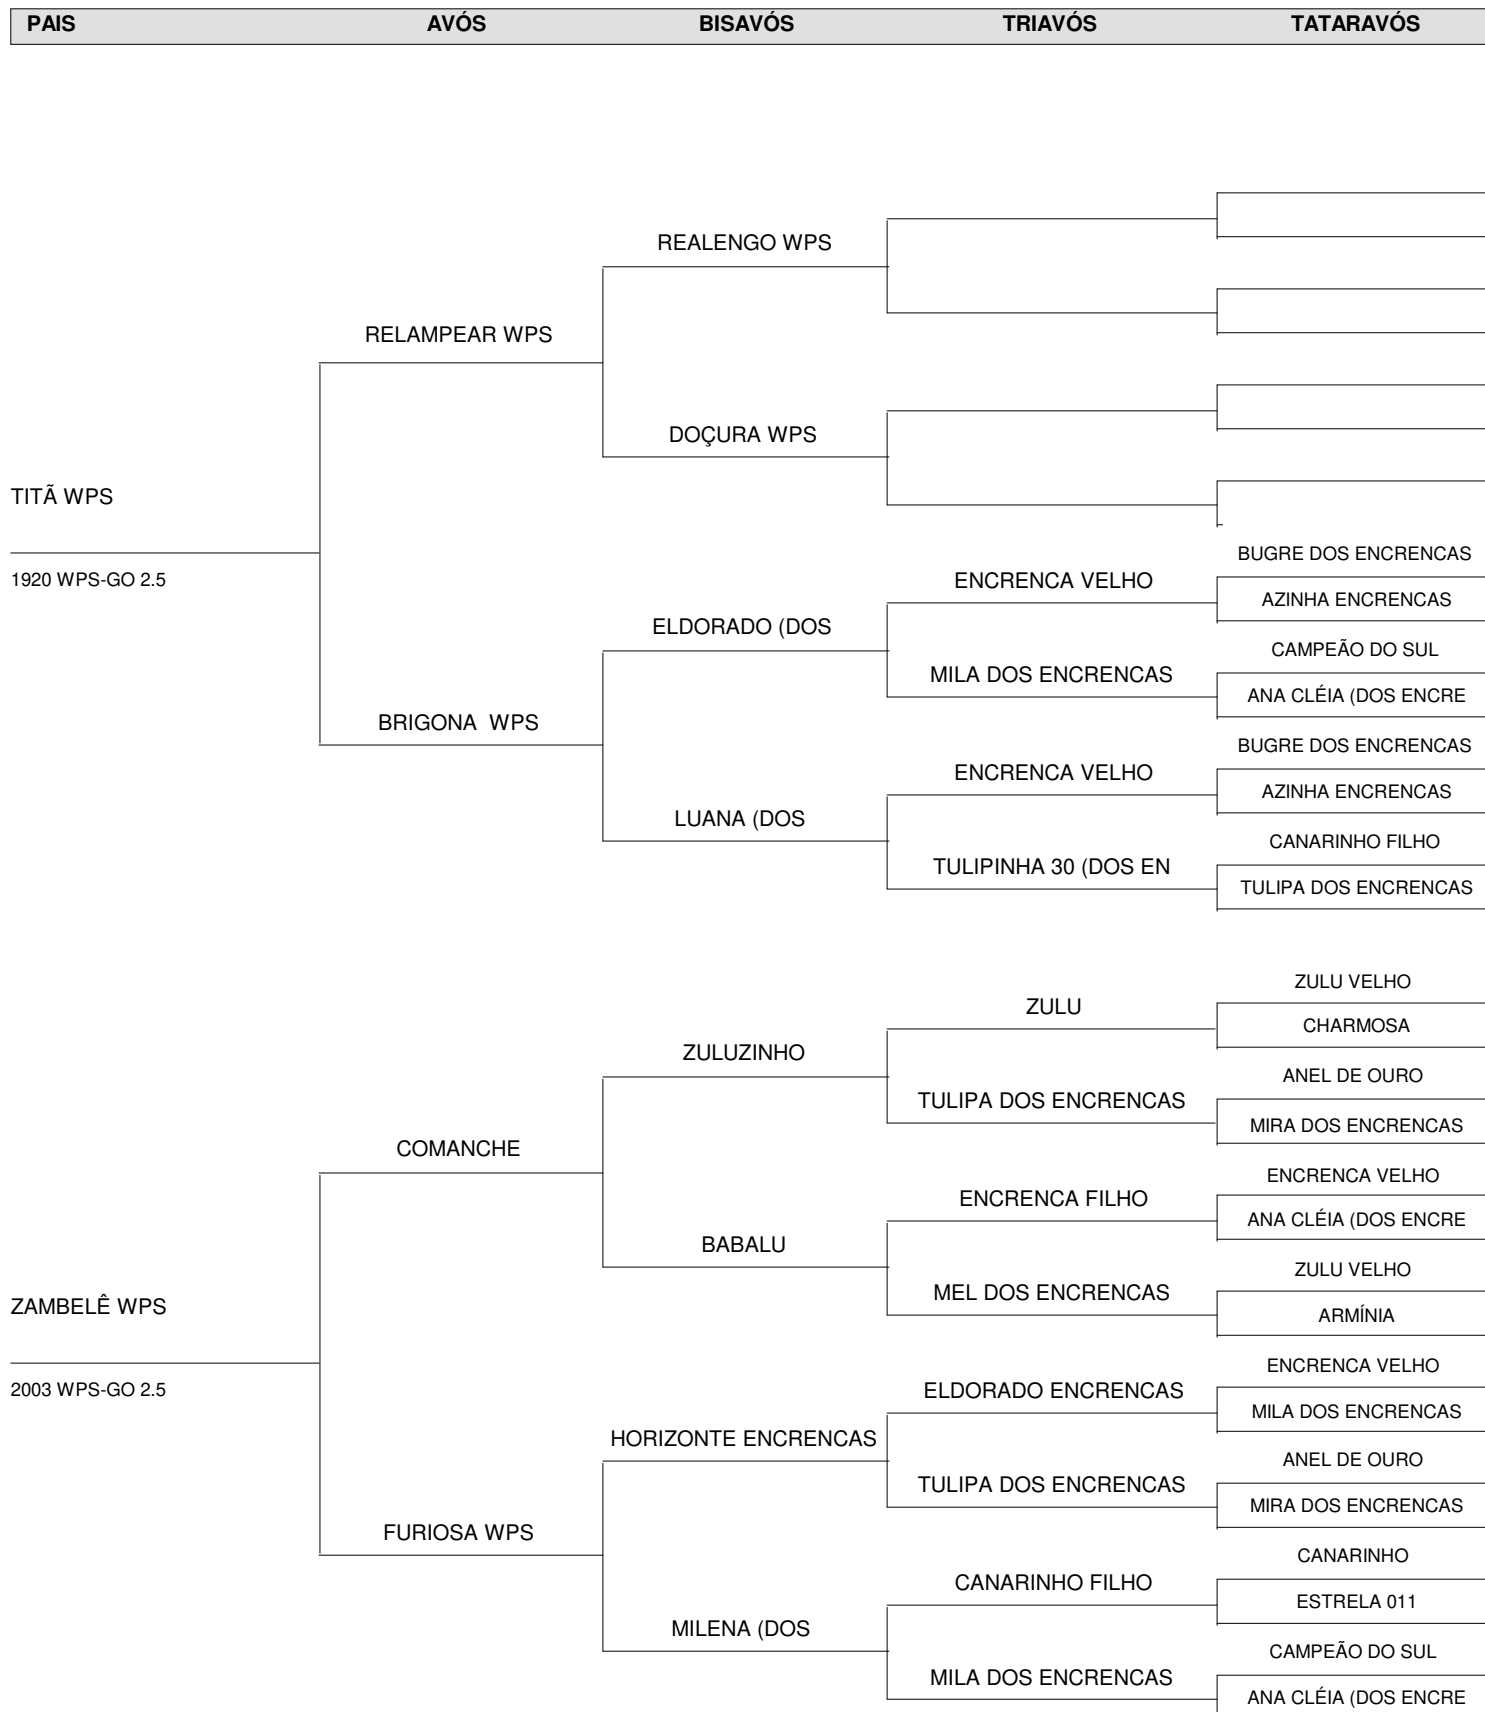 PAIS AVÓS BISAVÓS TRIAVÓS TATARAVÓS
REALENGO WPS
RELAMPEAR WPS
DOÇURA WPS
TITÃ WPS
BUGRE DOS ENCRENCAS
1920 WPS-GO 2.5
ENCRENCA VELHO
AZINHA ENCRENCAS
ELDORADO (DOS
CAMPEÃO DO SUL
MILA DOS ENCRENCAS
ANA CLÉIA (DOS ENCRE
BRIGONA WPS
BUGRE DOS ENCRENCAS
ENCRENCA VELHO
AZINHA ENCRENCAS
LUANA (DOS
CANARINHO FILHO
TULIPINHA 30 (DOS EN
TULIPA DOS ENCRENCAS
ZULU VELHO
ZULU
CHARMOSA
ZULUZINHO
ANEL DE OURO
TULIPA DOS ENCRENCAS
MIRA DOS ENCRENCAS
COMANCHE
ENCRENCA VELHO
ENCRENCA FILHO
ANA CLÉIA (DOS ENCRE
BABALU
ZULU VELHO
MEL DOS ENCRENCAS
ZAMBELÊ WPS
ARMÍNIA
ENCRENCA VELHO
2003 WPS-GO 2.5
ELDORADO ENCRENCAS
MILA DOS ENCRENCAS
HORIZONTE ENCRENCAS
ANEL DE OURO
TULIPA DOS ENCRENCAS
MIRA DOS ENCRENCAS
FURIOSA WPS
CANARINHO
CANARINHO FILHO
ESTRELA 011
MILENA (DOS
CAMPEÃO DO SUL
MILA DOS ENCRENCAS
ANA CLÉIA (DOS ENCRE